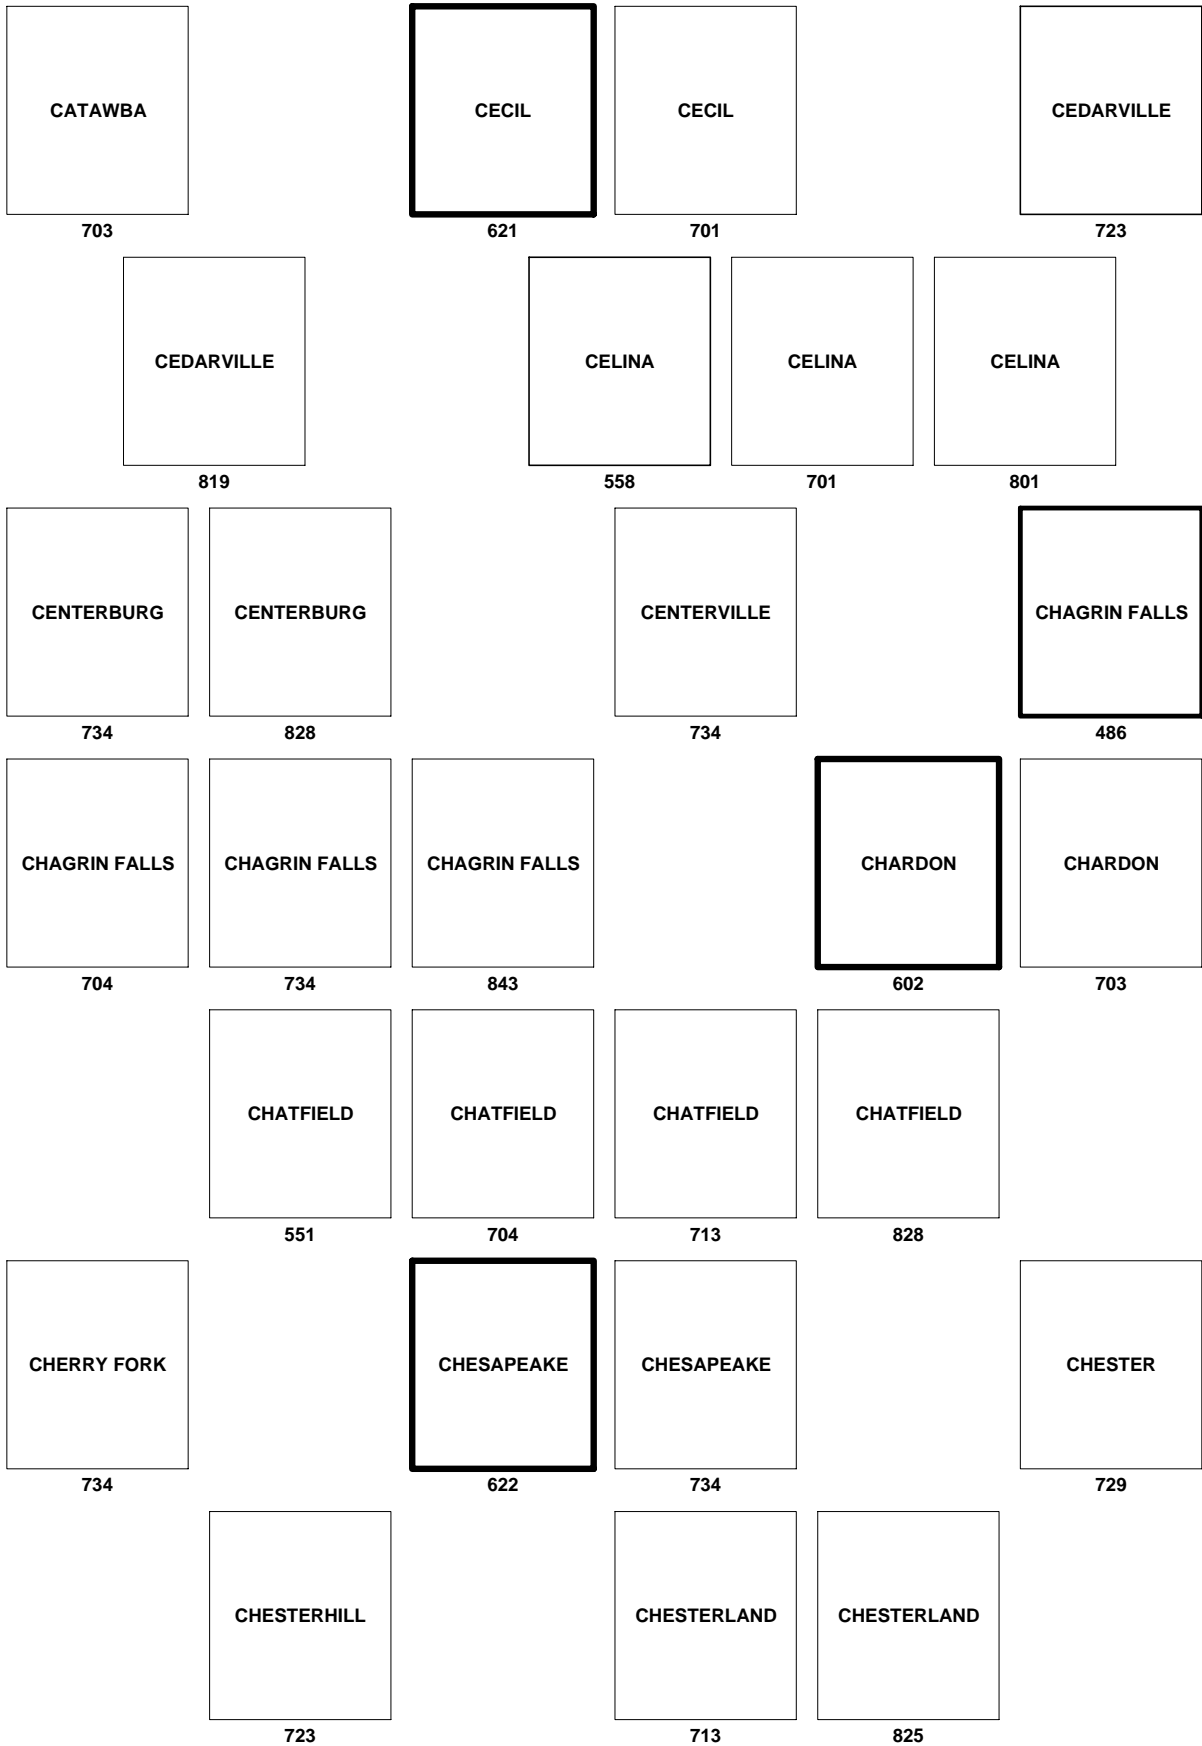 CATAWBA CECIL CECIL CEDARVILLE
703 621 701 723
CEDARVILLE CELINA CELINA CELINA
819 558 701 801
CENTERBURG CENTERBURG CENTERVILLE CHAGRIN FALLS
734 828 734 486
CHAGRIN FALLS CHAGRIN FALLS CHAGRIN FALLS CHARDON CHARDON
704 734 843 602 703
CHATFIELD CHATFIELD CHATFIELD CHATFIELD
551 704 713 828
CHERRY FORK CHESAPEAKE CHESAPEAKE CHESTER
734 622 734 729
CHESTERHILL CHESTERLAND CHESTERLAND
723 713 825